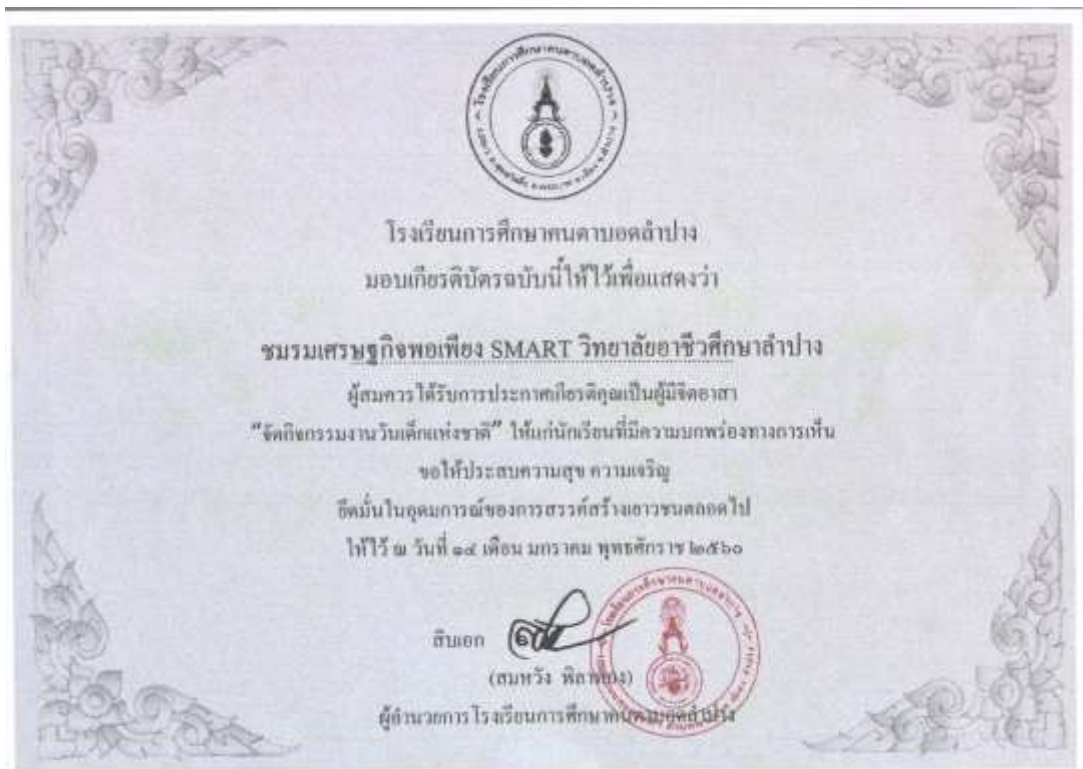 โรงเรียนการศึกษาคนตาบอดลำปาง
มอบเกียรติบัตรฉบับนี้ให้ไว้เพื่อแสดงว่า
ชมรมเศรษฐกิจพอเพียง SMART วิทยาลัยอาชีวศึกษาลำปาง
ผู้สมควรได้รับการประกาศเกียรติคุณเป็นผู้มีจิตอาสา
"จัดกิจกรรมงานวันเด็กแห่งชาติ" ให้แก่นักเรียนที่มีความบกพร่องทางการเห็น
ขอให้ประสบความสุข ความเจริญ
ยึดมั่นในอุดมการณ์ของการสรรค์สร้างเยาวชนตลอดไป
ให้ไว้ ณ วันที่ ๑๔ เดือน มกราคม พุทธศักราช ๒๕๖๐
สิบเอก
(สมหวัง
ผู้อำนวยการโรงเรียนการศึกษาคนตาบอดลำปาง